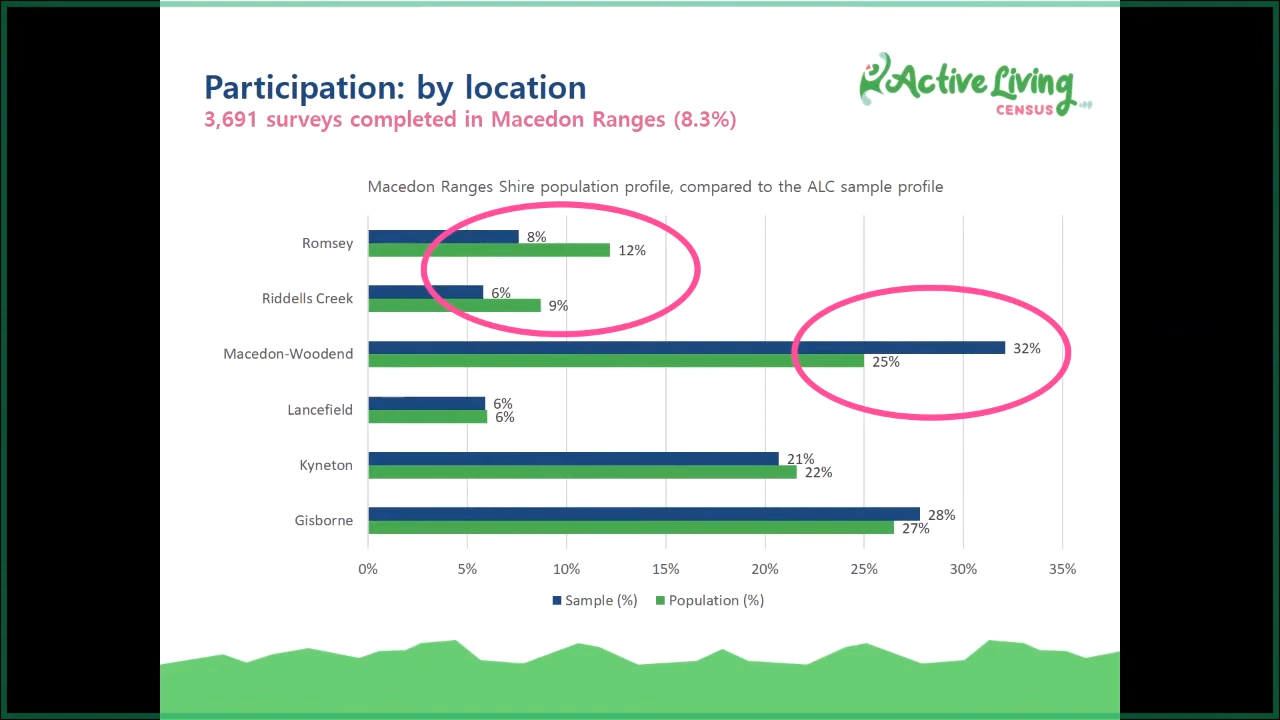 Participation: by location
3,691 surveys completed in Macedon Ranges (8.3%)
Active Living
CENSUS
Macedon Ranges Shire population profile, compared to the ALC sample profile
Romsey
8%
12%
Riddells Creek
6%
9%
Macedon-Woodend
32%
25%
Lancefield
6%
6%
Kyneton
21%
22%
Gisborne
28%
27%
0% 5% 10% 15% 20% 25% 30% 35%
Sample (%) Population (%)